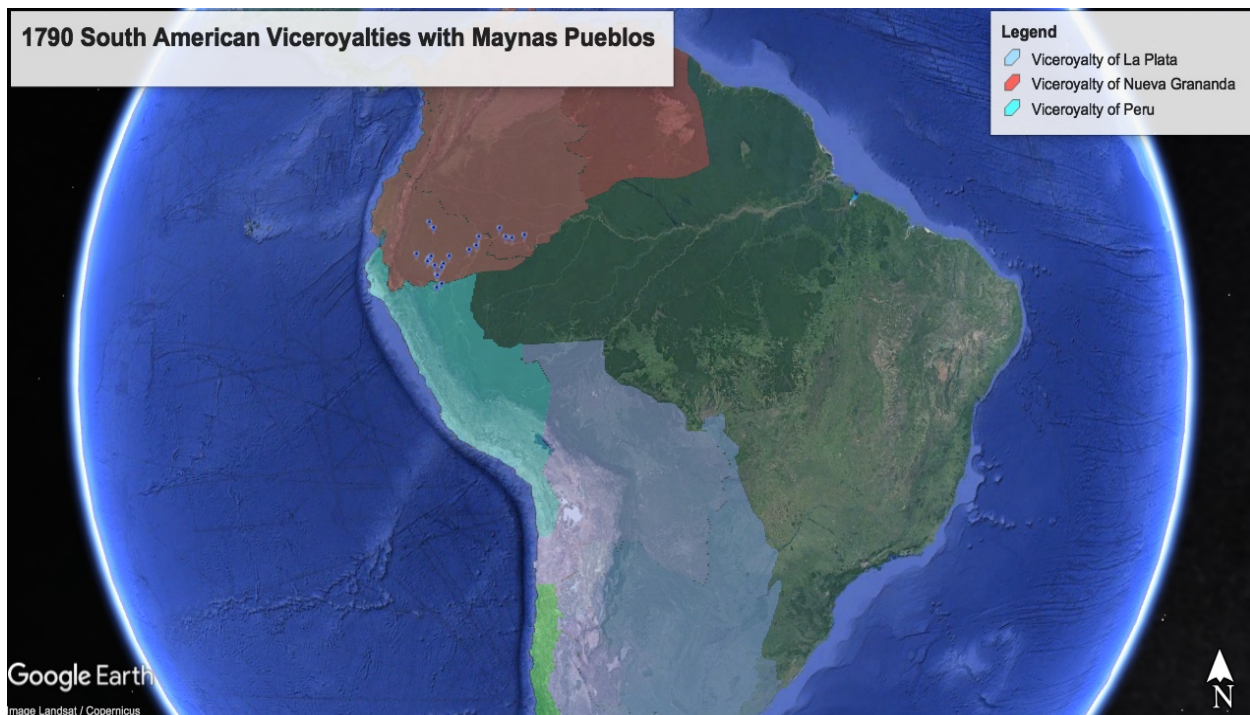 1790 South American Viceroyalties with Maynas Pueblos
Legend
Viceroyalty of La Plata
Viceroyalty of Nueva Grananda
Viceroyalty of Peru
Google Earth
Image Landsat / Copernicus
N